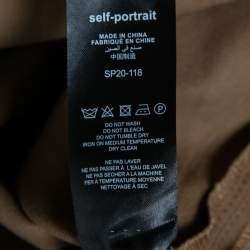 self-portrait
MADE IN CHINA
FABRIQUÉ EN CHINE
صنع في الصين
中国制造
SP20-118
DO NOT WASH
DO NOT BLEACH
DO NOT TUMBLE DRY
IRON ON MEDIUM TEMPERATURE
DRY CLEAN
NE PAS LAVER
NE PAS ACCEPTER À L'EAU DE JAVEL
NE PAS SÉCHER À LA MACHINE
FER À TEMPÉRATURE MOYENNE
NETTOYAGE À SEC